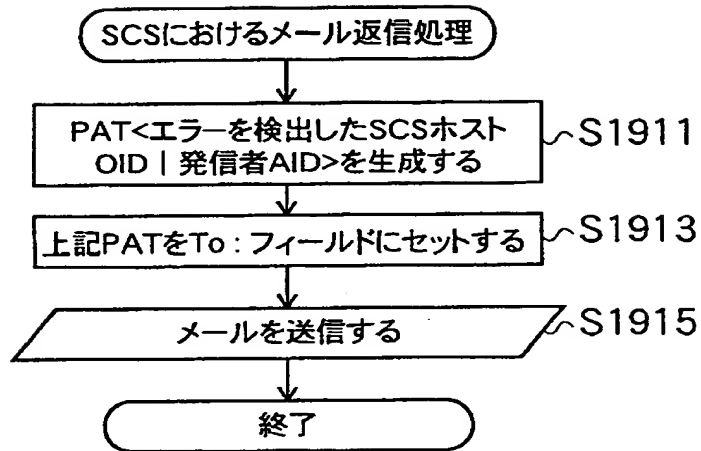 SCSにおけるメール返信処理
PAT<エラーを検出したSCSホスト
OID | 発信者AID>を生成する
S1911
上記PATをTo : フィールドにセットする
S1913
メールを送信する
S1915
終了